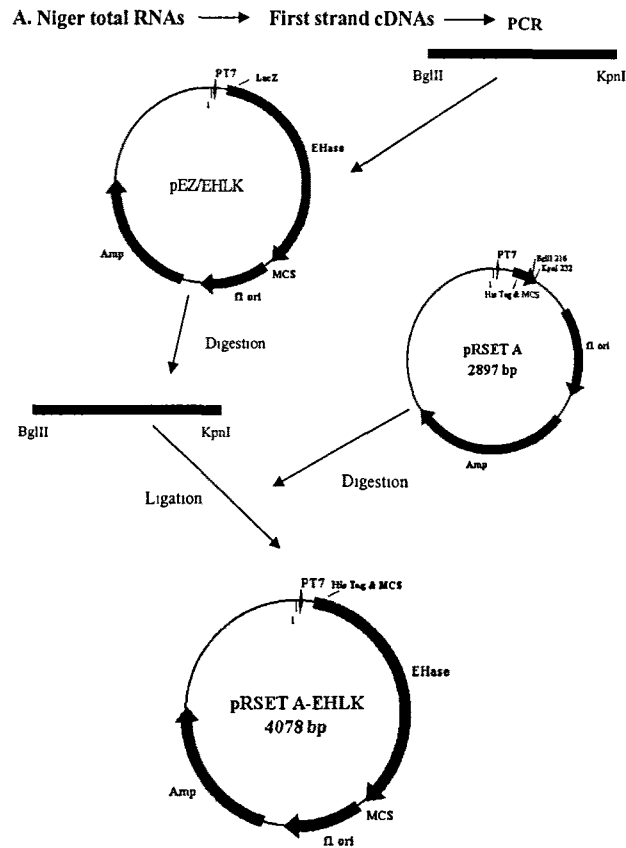 A. Niger total RNAs → First strand cDNAs → PCR
BglII KpnI
PT7
LacZ
1
EHase
pEZ/EHLK
Amp
MCS
f1 ori
Digestion
PT7
BglII 216
KpnI 232
1
His Tag & MCS
pRSET A
2897 bp
f1 ori
Amp
BglII KpnI
Digestion
Ligation
PT7
His Tag & MCS
1
EHase
pRSET A-EHLK
4078 bp
Amp
MCS
f1 ori